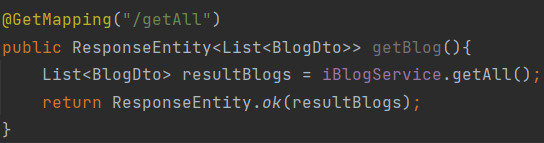 @GetMapping("/getAll")
public ResponseEntity<List<BlogDto>> getBlog(){
    List<BlogDto> resultBlogs = iBlogService.getAll();
    return ResponseEntity.ok(resultBlogs);
}